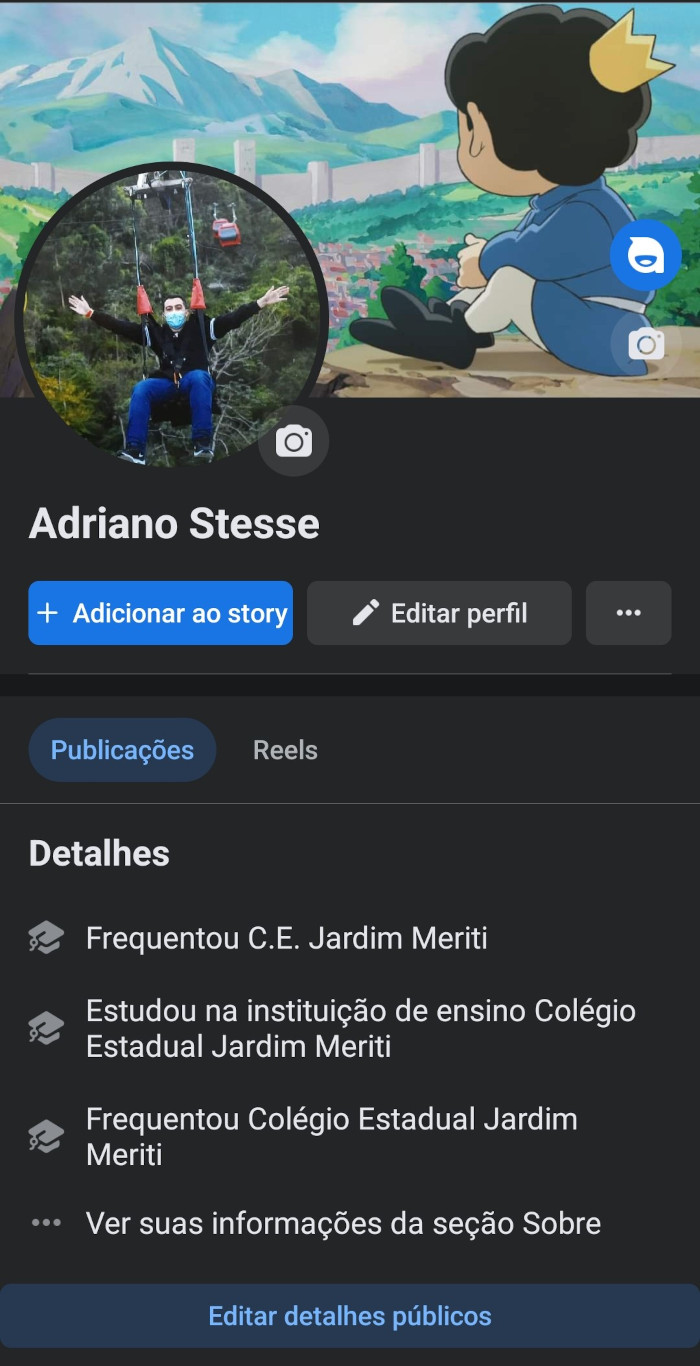 Adriano Stesse
+ Adicionar ao story
Editar perfil
Publicações
Reels
Detalhes
Frequentou C.E. Jardim Meriti
Estudou na instituição de ensino Colégio
Estadual Jardim Meriti
Frequentou Colégio Estadual Jardim
Meriti
Ver suas informações da seção Sobre
Editar detalhes públicos